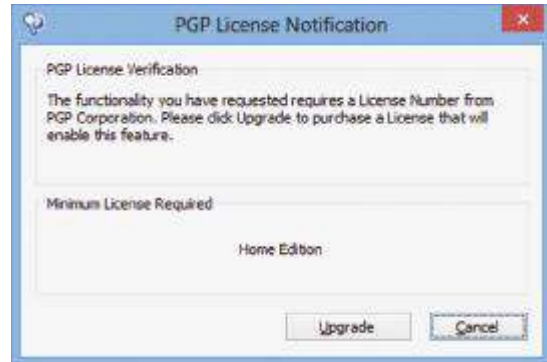 PGP License Notification
PGP License Verification
The functionality you have requested requires a License Number from
PGP Corporation. Please click Upgrade to purchase a License that will
enable this feature.
Minimum License Required
Home Edition
Upgrade
Cancel